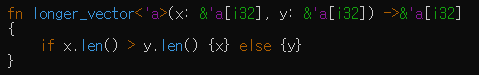 fn longer_vector<'a>(x: &'a[i32], y: &'a[i32]) ->&'a[i32]
{
    if x.len() > y.len() {x} else {y}
}